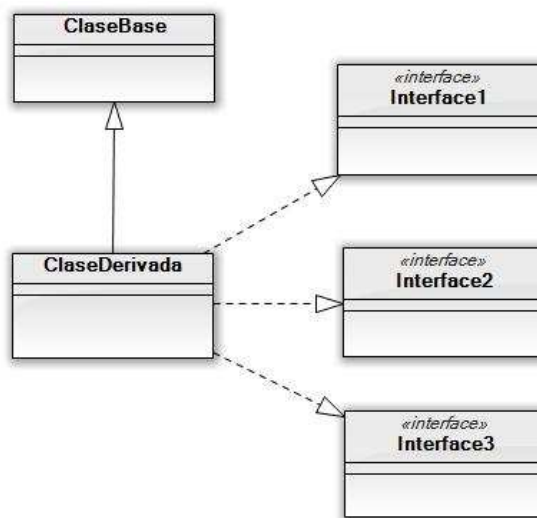 ClaseBase
«interface»
Interface1
ClaseDerivada
«interface»
Interface2
«interface»
Interface3